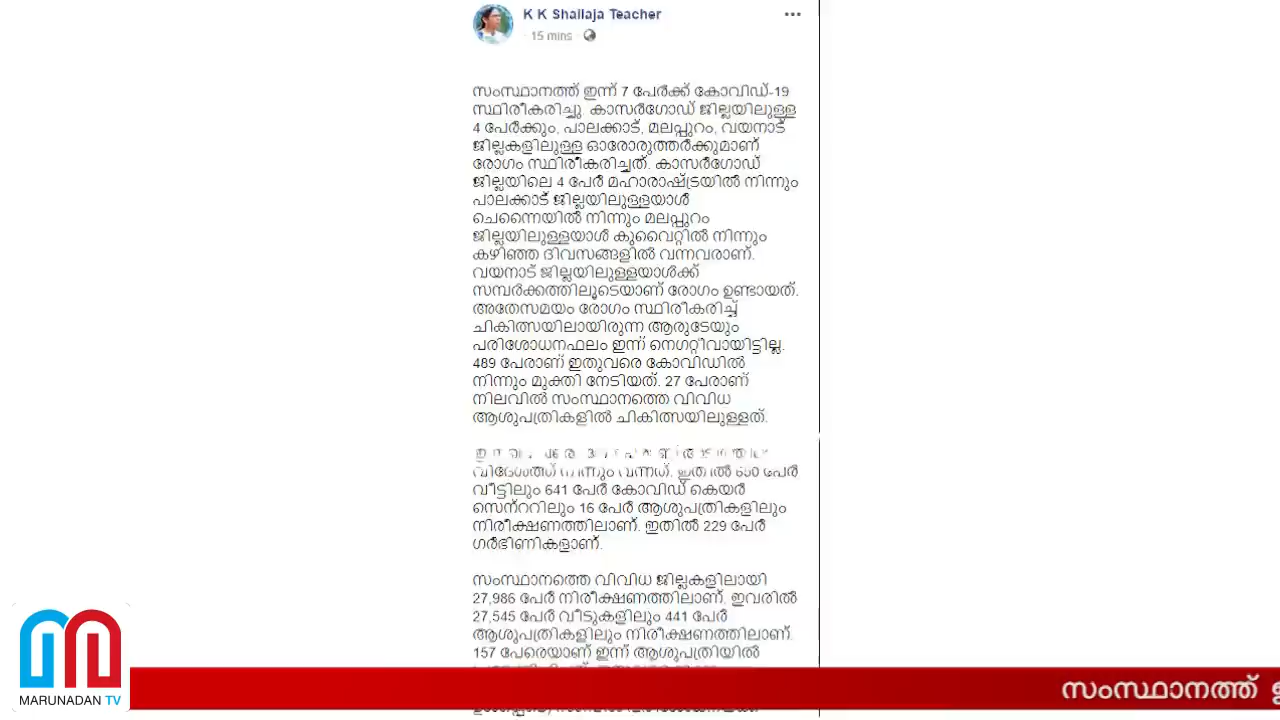 K K Shailaja Teacher
15 mins
സംസ്ഥാനത്ത് ഇന്ന് 7 പേർക്ക് കോവിഡ്-19
സ്ഥിരീകരിച്ചു. കാസർഗോഡ് ജില്ലയിലുള്ള
4 പേർക്കും, പാലക്കാട്, മലപ്പുറം, വയനാട്
ജില്ലകളിലുള്ള ഓരോരുത്തർക്കുമാണ്
രോഗം സ്ഥിരീകരിച്ചത്. കാസർഗോഡ്
ജില്ലയിലെ 4 പേർ മഹാരാഷ്ട്രയിൽ നിന്നും
പാലക്കാട് ജില്ലയിലുള്ളയാൾ
ചെന്നൈയിൽ നിന്നും മലപ്പുറം
ജില്ലയിലുള്ളയാൾ കുവൈറ്റിൽ നിന്നും
കഴിഞ്ഞ ദിവസങ്ങളിൽ വന്നവരാണ്.
വയനാട് ജില്ലയിലുള്ളയാൾക്ക്
സമ്പർക്കത്തിലൂടെയാണ് രോഗം ഉണ്ടായത്.
അതേസമയം രോഗം സ്ഥിരീകരിച്ച്
ചികിത്സയിലായിരുന്ന ആരുടേയും
പരിശോധനഫലം ഇന്ന് നെഗറ്റീവായിട്ടില്ല.
489 പേരാണ് ഇതുവരെ കോവിഡിൽ
നിന്നും മുക്തി നേടിയത്. 27 പേരാണ്
നിലവിൽ സംസ്ഥാനത്തെ വിവിധ
ആശുപത്രികളിൽ ചികിത്സയിലുള്ളത്.
നിന്നും വന്നത്. ഇതിൽ 650 പേർ
വീട്ടിലും 641 പേർ കോവിഡ് കെയർ
സെന്ററിലും 16 പേർ ആശുപത്രികളിലും
നിരീക്ഷണത്തിലാണ്. ഇതിൽ 229 പേർ
ഗർഭിണികളാണ്.
സംസ്ഥാനത്തെ വിവിധ ജില്ലകളിലായി
27,986 പേർ നിരീക്ഷണത്തിലാണ്. ഇവരിൽ
27,545 പേർ വീടുകളിലും 441 പേർ
ആശുപത്രികളിലും നിരീക്ഷണത്തിലാണ്.
157 പേരെയാണ് ഇന്ന് ആശുപത്രിയിൽ
MARUNADAN TV
സംസ്ഥാനത്ത്